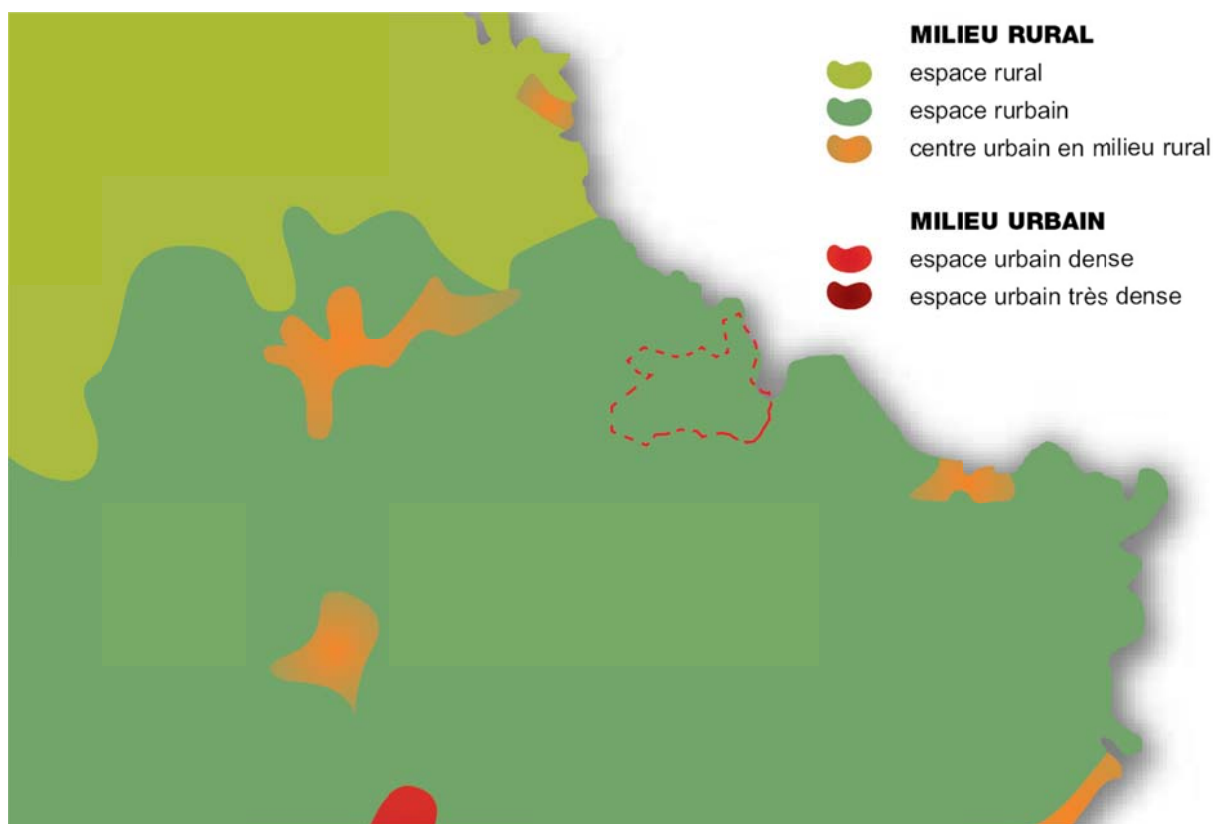 MILIEU RURAL
espace rural
espace rurbain
centre urbain en milieu rural
MILIEU URBAIN
espace urbain dense
espace urbain très dense